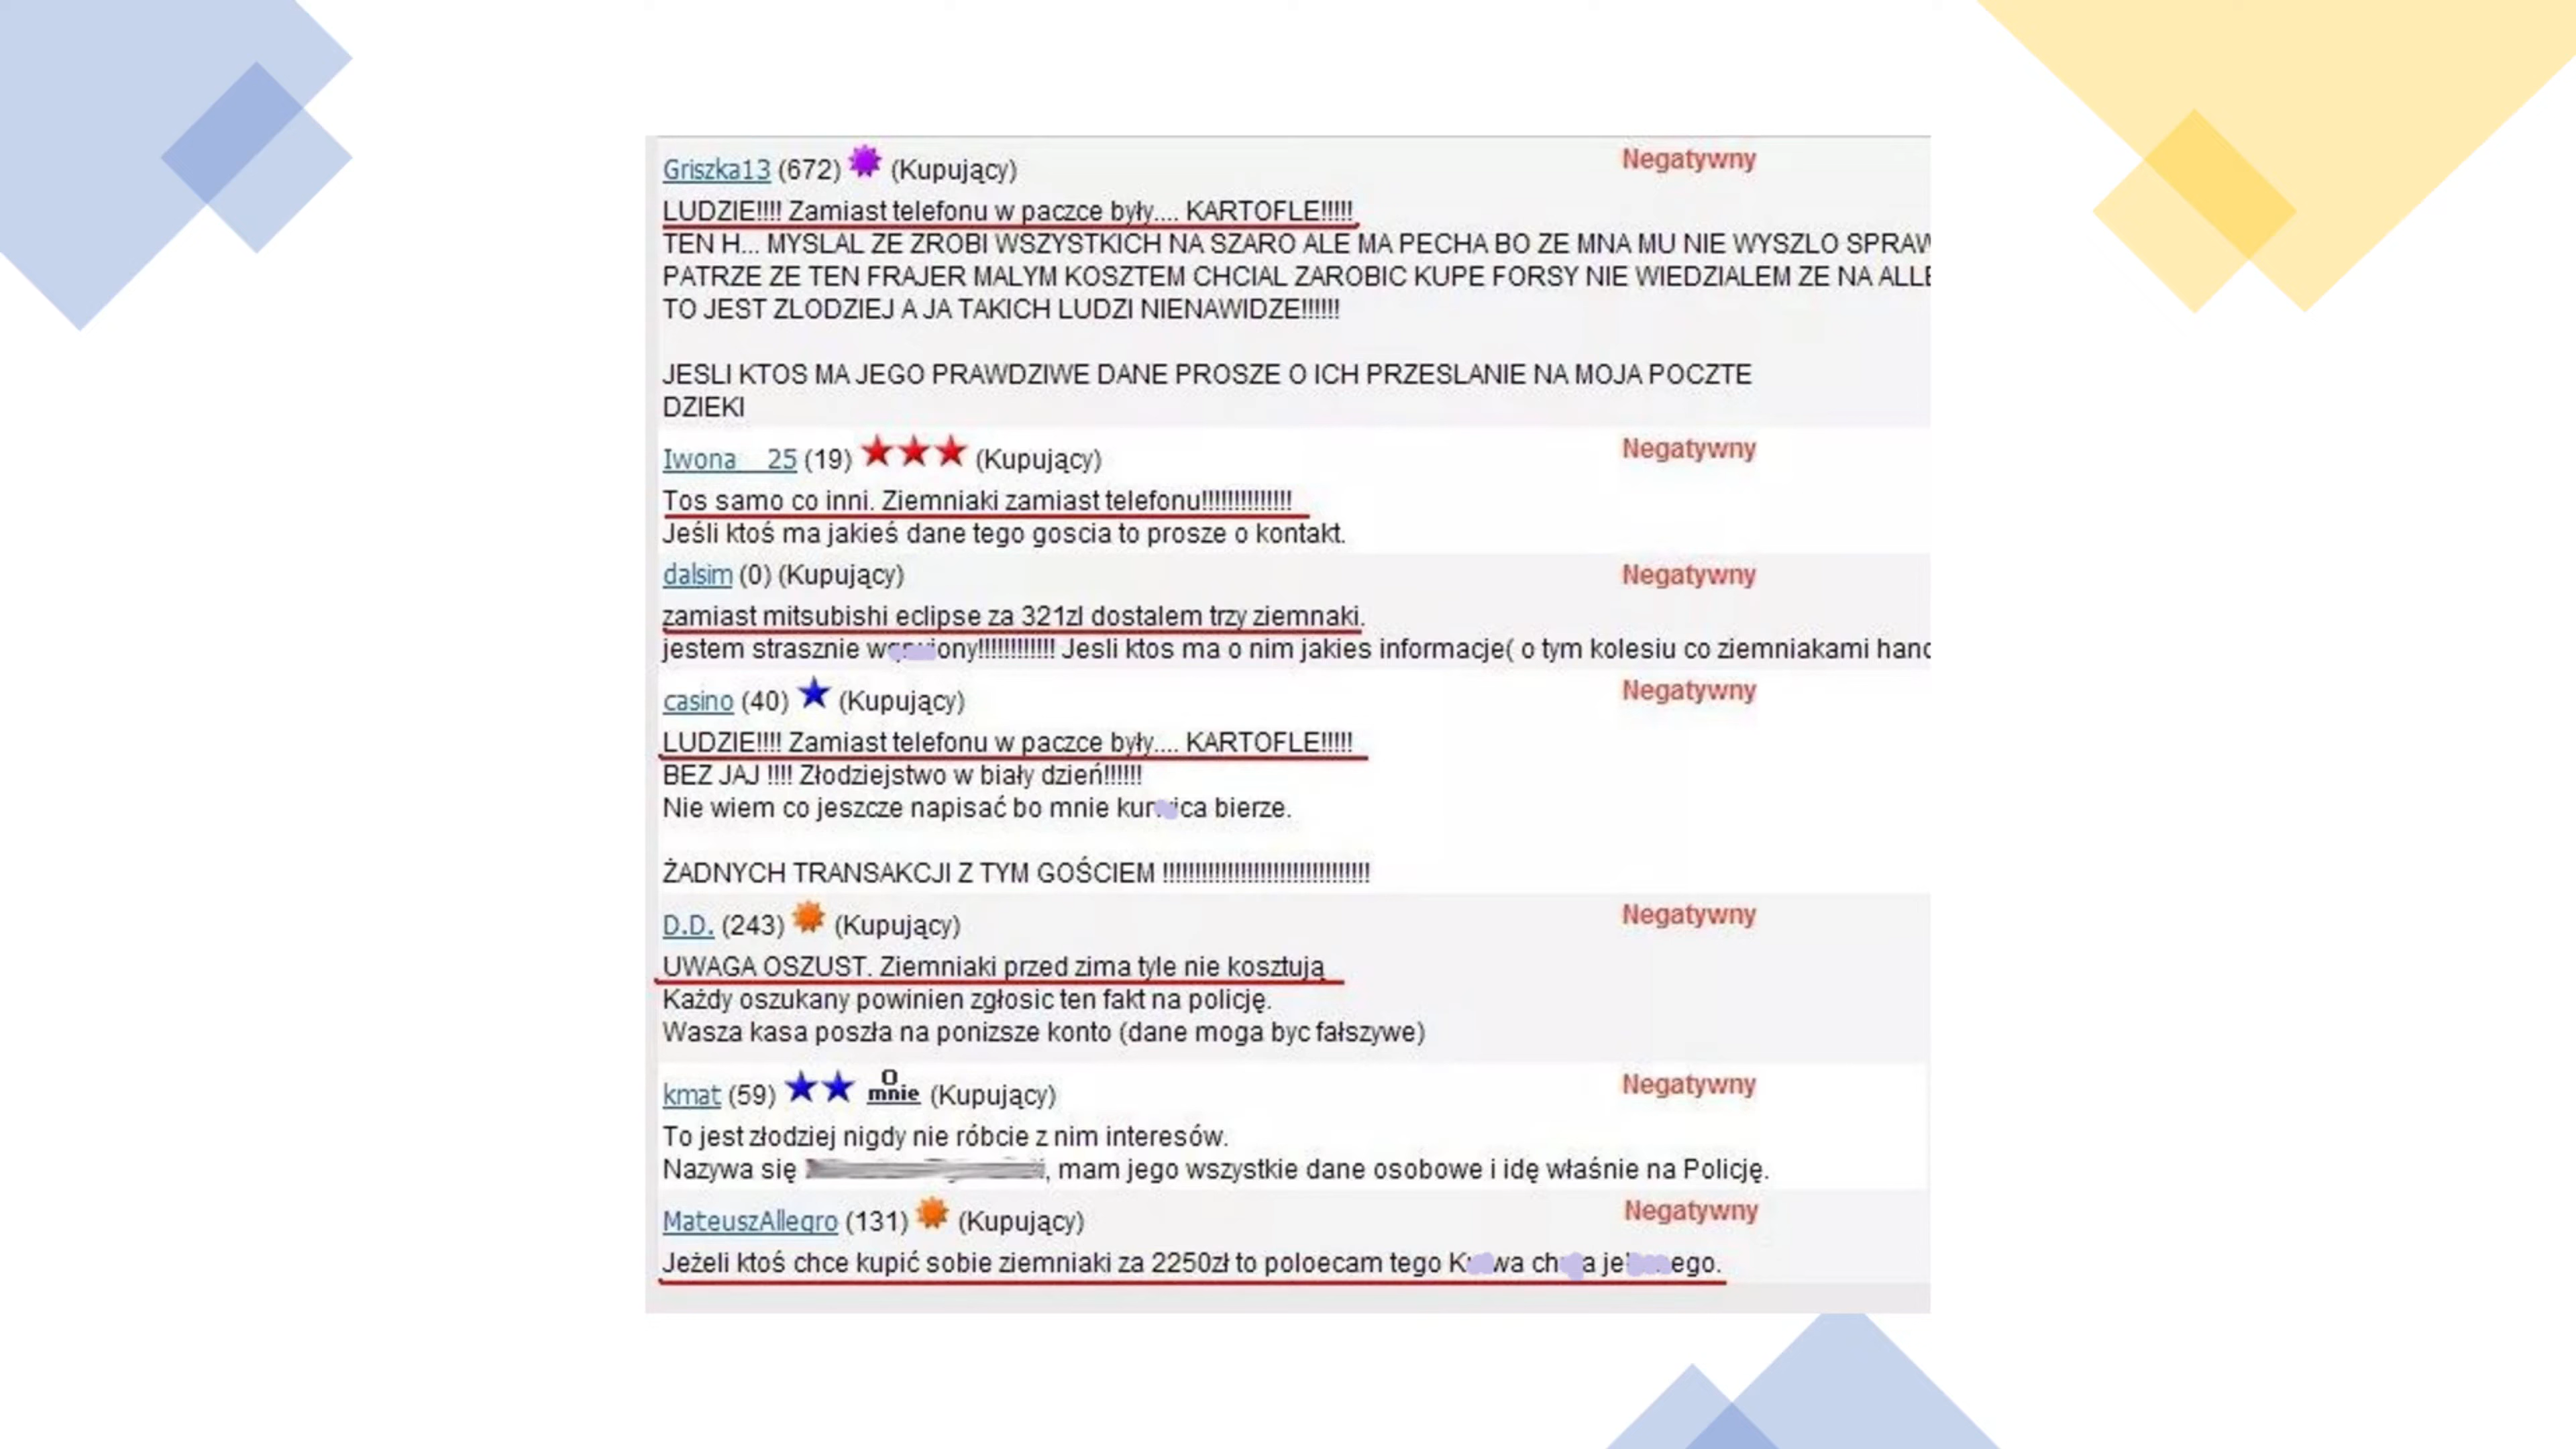 Griszka13 (672) (Kupujący) Negatywny
LUDZIE!!!! Zamiast telefonu w paczce były.... KARTOFLE!!!!!
TEN H... MYSLAL ZE ZROBI WSZYSTKICH NA SZARO ALE MA PECHA BO ZE MNA MU NIE WYSZLO SPRAW
PATRZE ZE TEN FRAJER MALYM KOSZTEM CHCIAL ZAROBIC KUPE FORSY NIE WIEDZIALEM ZE NA ALLE
TO JEST ZLODZIEJ A JA TAKICH LUDZI NIENAWIDZE!!!!!!
JESLI KTOS MA JEGO PRAWDZIWE DANE PROSZE O ICH PRZESLANIE NA MOJA POCZTE
DZIEKI
Iwona__25 (19) (Kupujący) Negatywny
Tos samo co inni. Ziemniaki zamiast telefonu!!!!!!!!!!!!!!
Jeśli ktoś ma jakieś dane tego goscia to prosze o kontakt.
dalsim (0) (Kupujący) Negatywny
zamiast mitsubishi eclipse za 321zl dostalem trzy ziemnaki.
jestem strasznie !!!!!!!!!!!! Jesli ktos ma o nim jakies informacje( o tym kolesiu co ziemniakami hand
casino (40) (Kupujący) Negatywny
LUDZIE!!!! Zamiast telefonu w paczce były.... KARTOFLE!!!!!
BEZ JAJ !!!! Złodziejstwo w biały dzień!!!!!!
Nie wiem co jeszcze napisać bo mnie bierze.
ŻADNYCH TRANSAKCJI Z TYM GOŚCIEM !!!!!!!!!!!!!!!!!!!!!!!!!!!!!!!!
D.D. (243) (Kupujący) Negatywny
UWAGA OSZUST. Ziemniaki przed zima tyle nie kosztują
Każdy oszukany powinien zgłosic ten fakt na policję.
Wasza kasa poszła na ponizsze konto (dane moga byc fałszywe)
kmat (59) O mnie (Kupujący) Negatywny
To jest złodziej nigdy nie róbcie z nim interesów.
Nazywa się , mam jego wszystkie dane osobowe i idę właśnie na Policję.
MateuszAllegro (131) (Kupujący) Negatywny
Jeżeli ktoś chce kupić sobie ziemniaki za 2250zł to poloecam tego